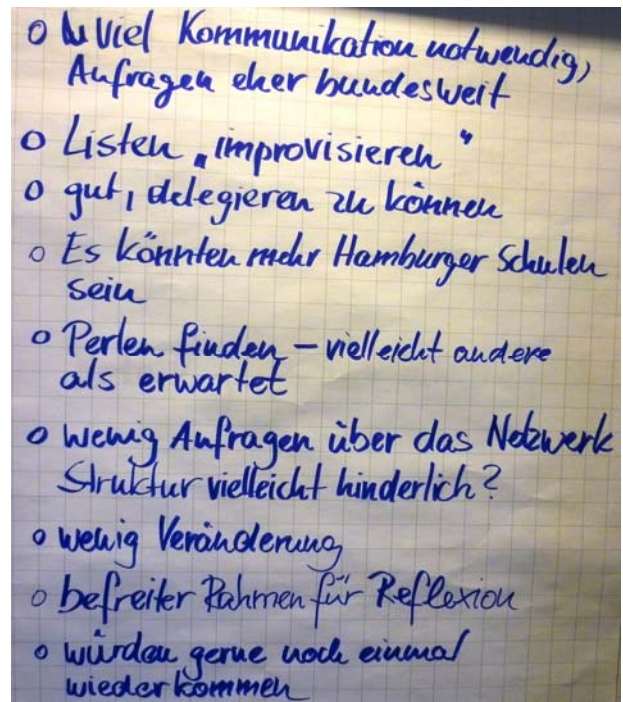 o viel Kommunikation notwendig,
Anfragen eher bundesweit
o Listen „improvisieren“
o gut, delegieren zu können
o Es könnten mehr Hamburger Schulen
sein
o Perlen finden – vielleicht andere
als erwartet
o wenig Anfragen über das Netzwerk
Struktur vielleicht hinderlich?
o wenig Veränderung
o befreiter Rahmen für Reflexion
o würden gerne noch einmal
wiederkommen